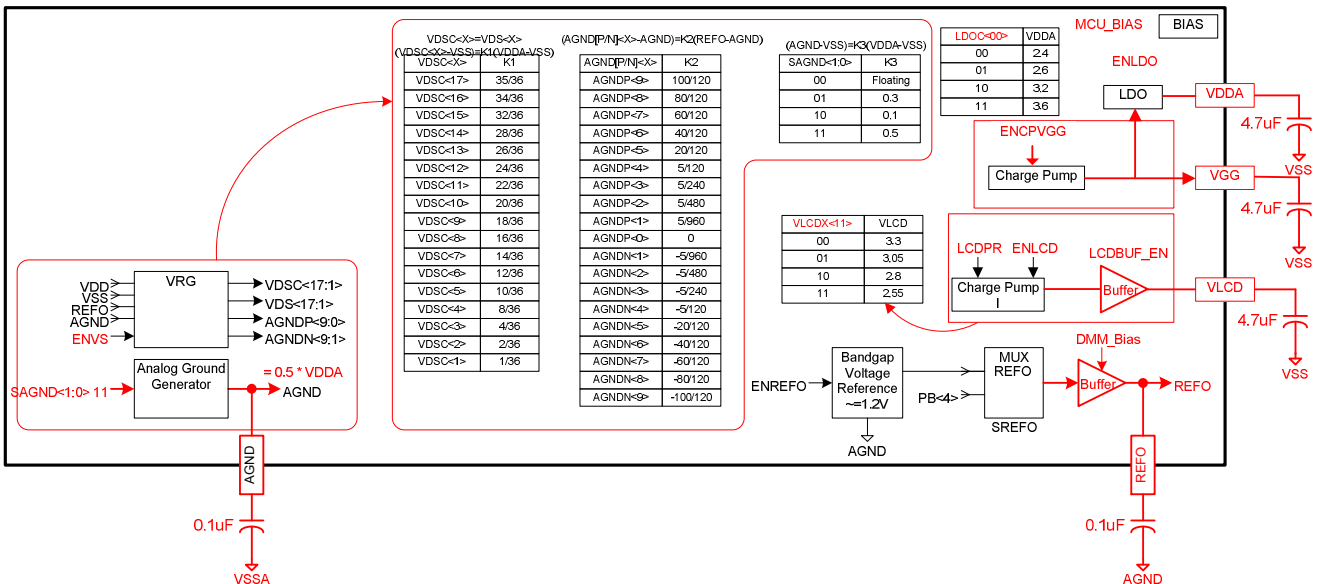 MCU_BIAS
BIAS
VDSC<X>=VDS<X>
(VDSC<X>-VSS)=K1(VDDA-VSS)
VDSC<X> K1
VDSC<17> 35/36
VDSC<16> 34/36
VDSC<15> 32/36
VDSC<14> 28/36
VDSC<13> 26/36
VDSC<12> 24/36
VDSC<11> 22/36
VDSC<10> 20/36
VDSC<9> 18/36
VDSC<8> 16/36
VDSC<7> 14/36
VDSC<6> 12/36
VDSC<5> 10/36
VDSC<4> 8/36
VDSC<3> 4/36
VDSC<2> 2/36
VDSC<1> 1/36
(AGND[P/N]<X>-AGND)=K2(REFO-AGND)
AGND[P/N]<X> K2
AGNDP<9> 100/120
AGNDP<8> 80/120
AGNDP<7> 60/120
AGNDP<6> 40/120
AGNDP<5> 20/120
AGNDP<4> 5/120
AGNDP<3> 5/240
AGNDP<2> 5/480
AGNDP<1> 5/960
AGNDP<0> 0
AGNDN<1> -5/960
AGNDN<2> -5/480
AGNDN<3> -5/240
AGNDN<4> -5/120
AGNDN<5> -20/120
AGNDN<6> -40/120
AGNDN<7> -60/120
AGNDN<8> -80/120
AGNDN<9> -100/120
(AGND-VSS)=K3(VDDA-VSS)
SAGND<1:0> K3
00 Floating
01 0.3
10 0.1
11 0.5
LDOC<00> VDDA
00 2.4
01 2.6
10 3.2
11 3.6
ENLDO
LDO
VDDA
4.7uF
VSS
ENCPVGG
Charge Pump
VGG
4.7uF
VSS
VLCDX<11> VLCD
00 3.3
01 3.05
10 2.8
11 2.55
LCDPR ENLCD
LCDBUF_EN
Charge Pump
I
Buffer
VLCD
4.7uF
VSS
VDD
VSS
REFO
AGND
ENVS
VRG
VDSC<17:1>
VDS<17:1>
AGNDP<9:0>
AGNDN<9:1>
SAGND<1:0> 11
Analog Ground
Generator
= 0.5 * VDDA
AGND
AGND
0.1uF
VSSA
ENREFO
Bandgap
Voltage
Reference
~=1.2V
AGND
PB<4>
MUX
REFO
SREFO
DMM_Bias
Buffer
REFO
REFO
0.1uF
AGND